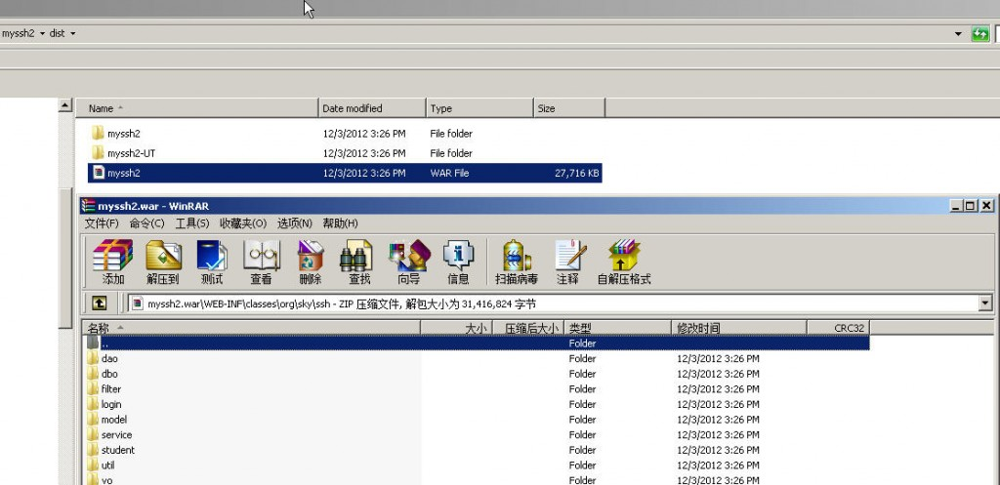 myssh2 dist
Name Date modified Type Size
myssh2 12/3/2012 3:26 PM File folder
myssh2-UT 12/3/2012 3:26 PM File folder
myssh2 12/3/2012 3:26 PM WAR File 27,716 KB
myssh2.war - WinRAR
文件(F) 命令(C) 工具(S) 收藏夹(O) 选项(N) 帮助(H)
添加 解压到 测试 查看 删除 查找 向导 信息 扫描病毒 注释 自解压格式
myssh2.war\WEB-INF\classes\org\sky\ssh - ZIP 压缩文件, 解包大小为 31,416,824 字节
名称 大小 压缩后大小 类型 修改时间 CRC32
.. Folder
dao Folder 12/3/2012 3:26 PM
dbo Folder 12/3/2012 3:26 PM
filter Folder 12/3/2012 3:26 PM
login Folder 12/3/2012 3:26 PM
model Folder 12/3/2012 3:26 PM
service Folder 12/3/2012 3:26 PM
student Folder 12/3/2012 3:26 PM
util Folder 12/3/2012 3:26 PM
vo Folder 12/3/2012 3:26 PM